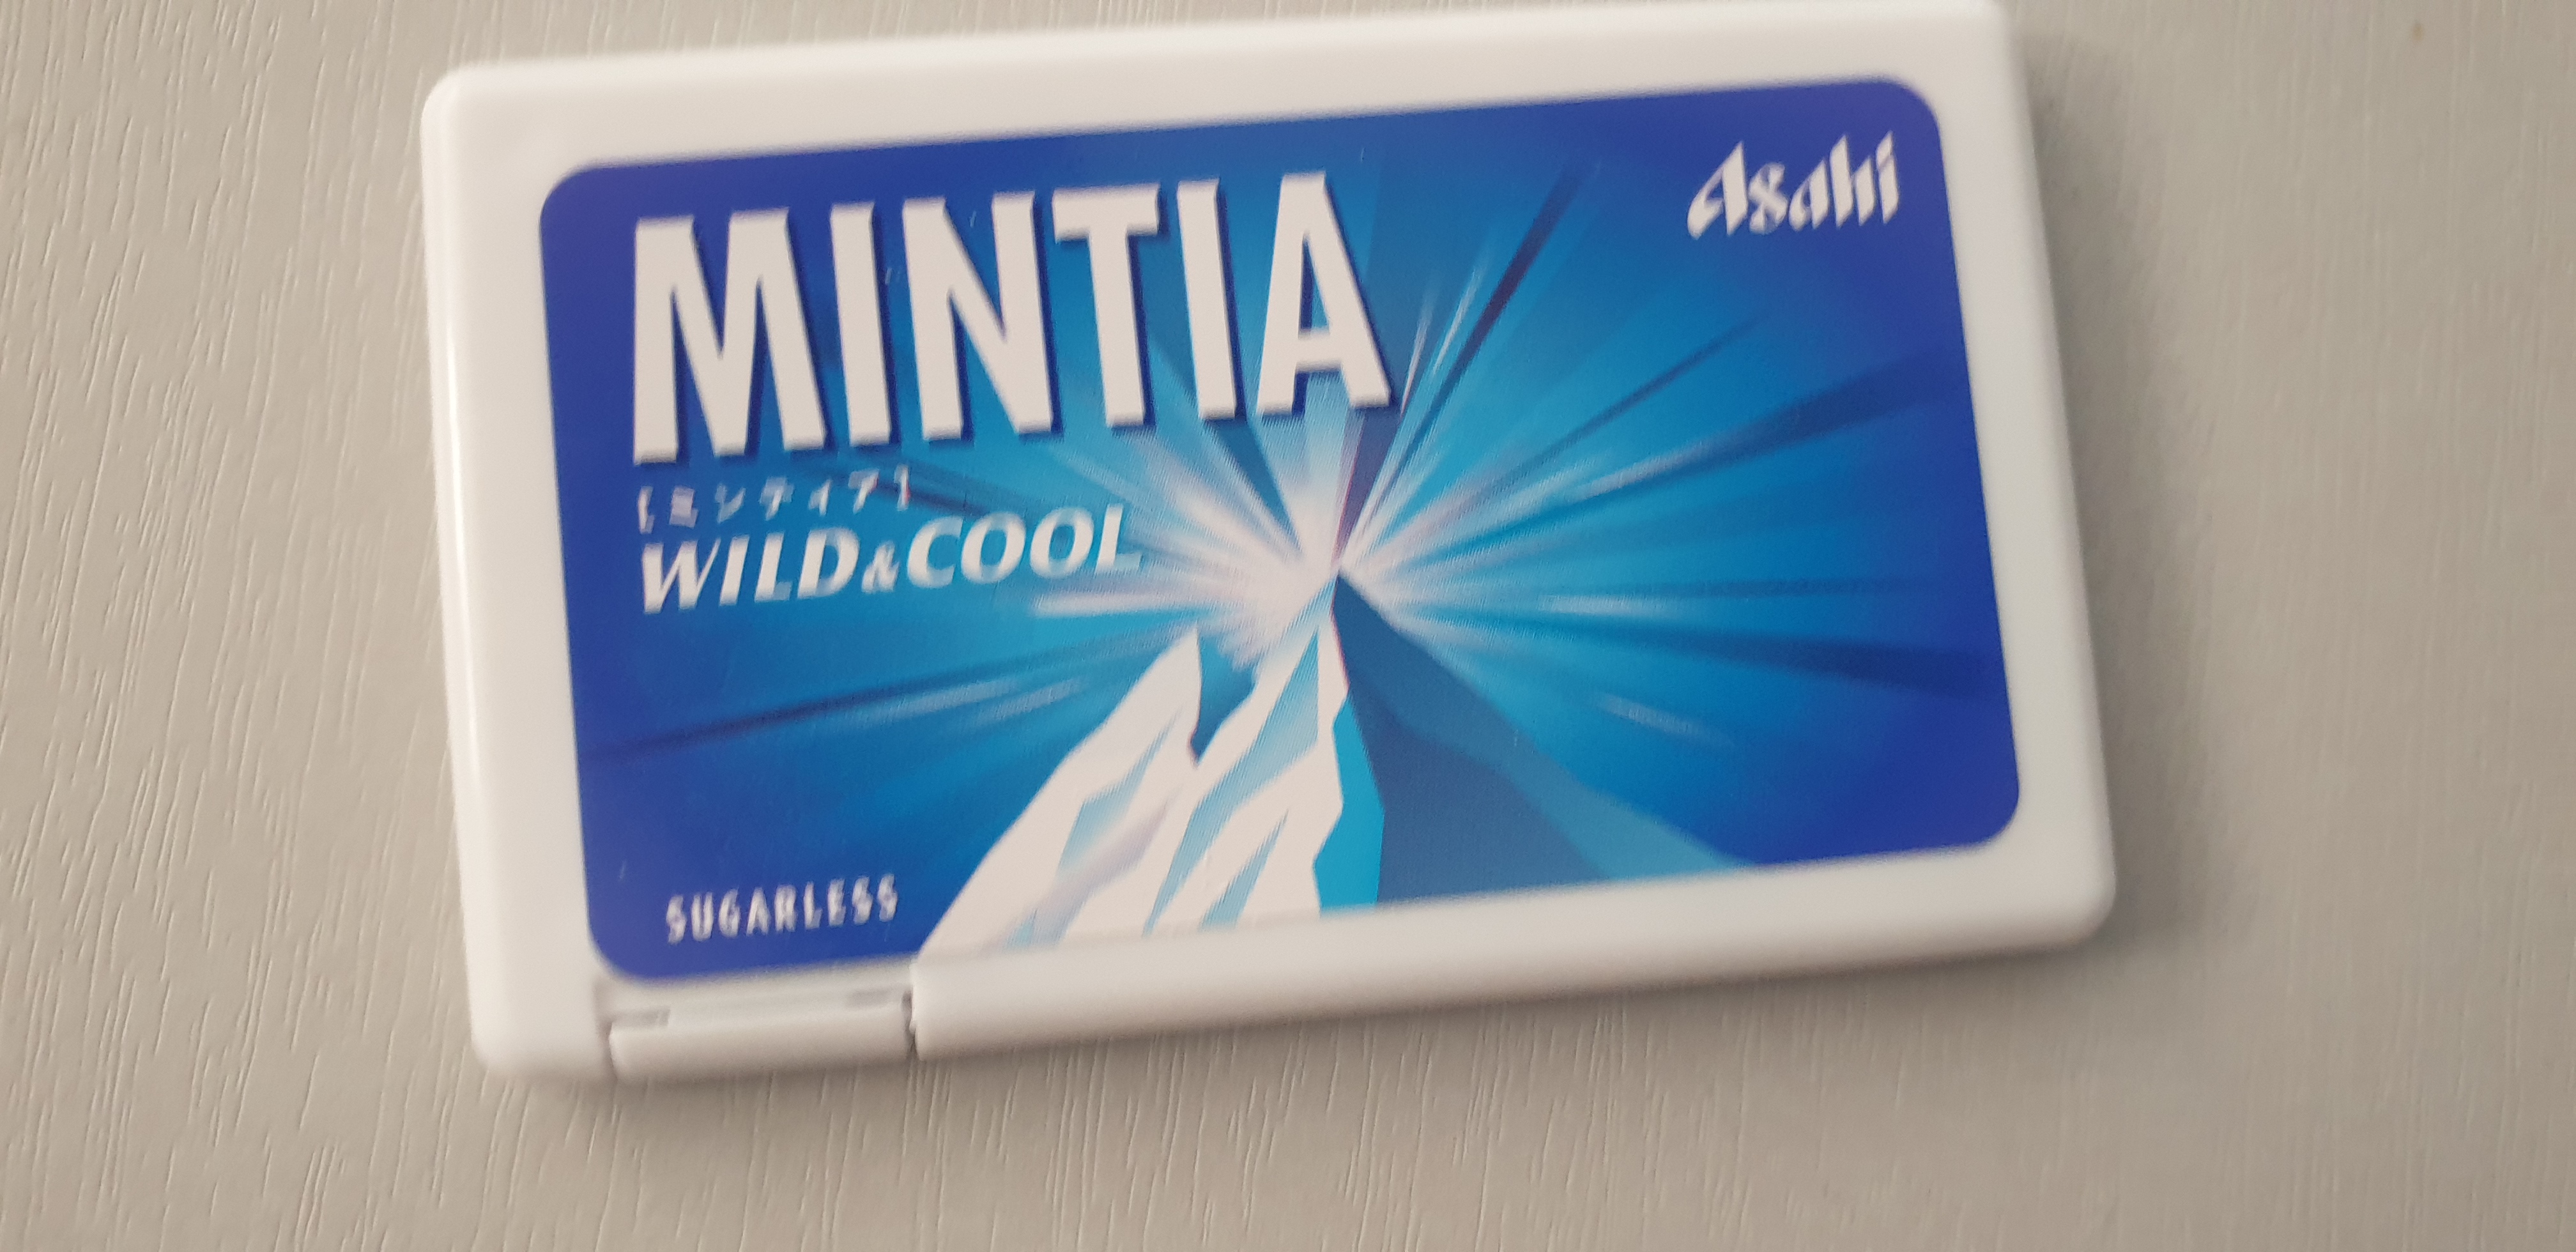 Asahi
MINTIA
[ミンティア]
WILD&COOL
SUGARLESS